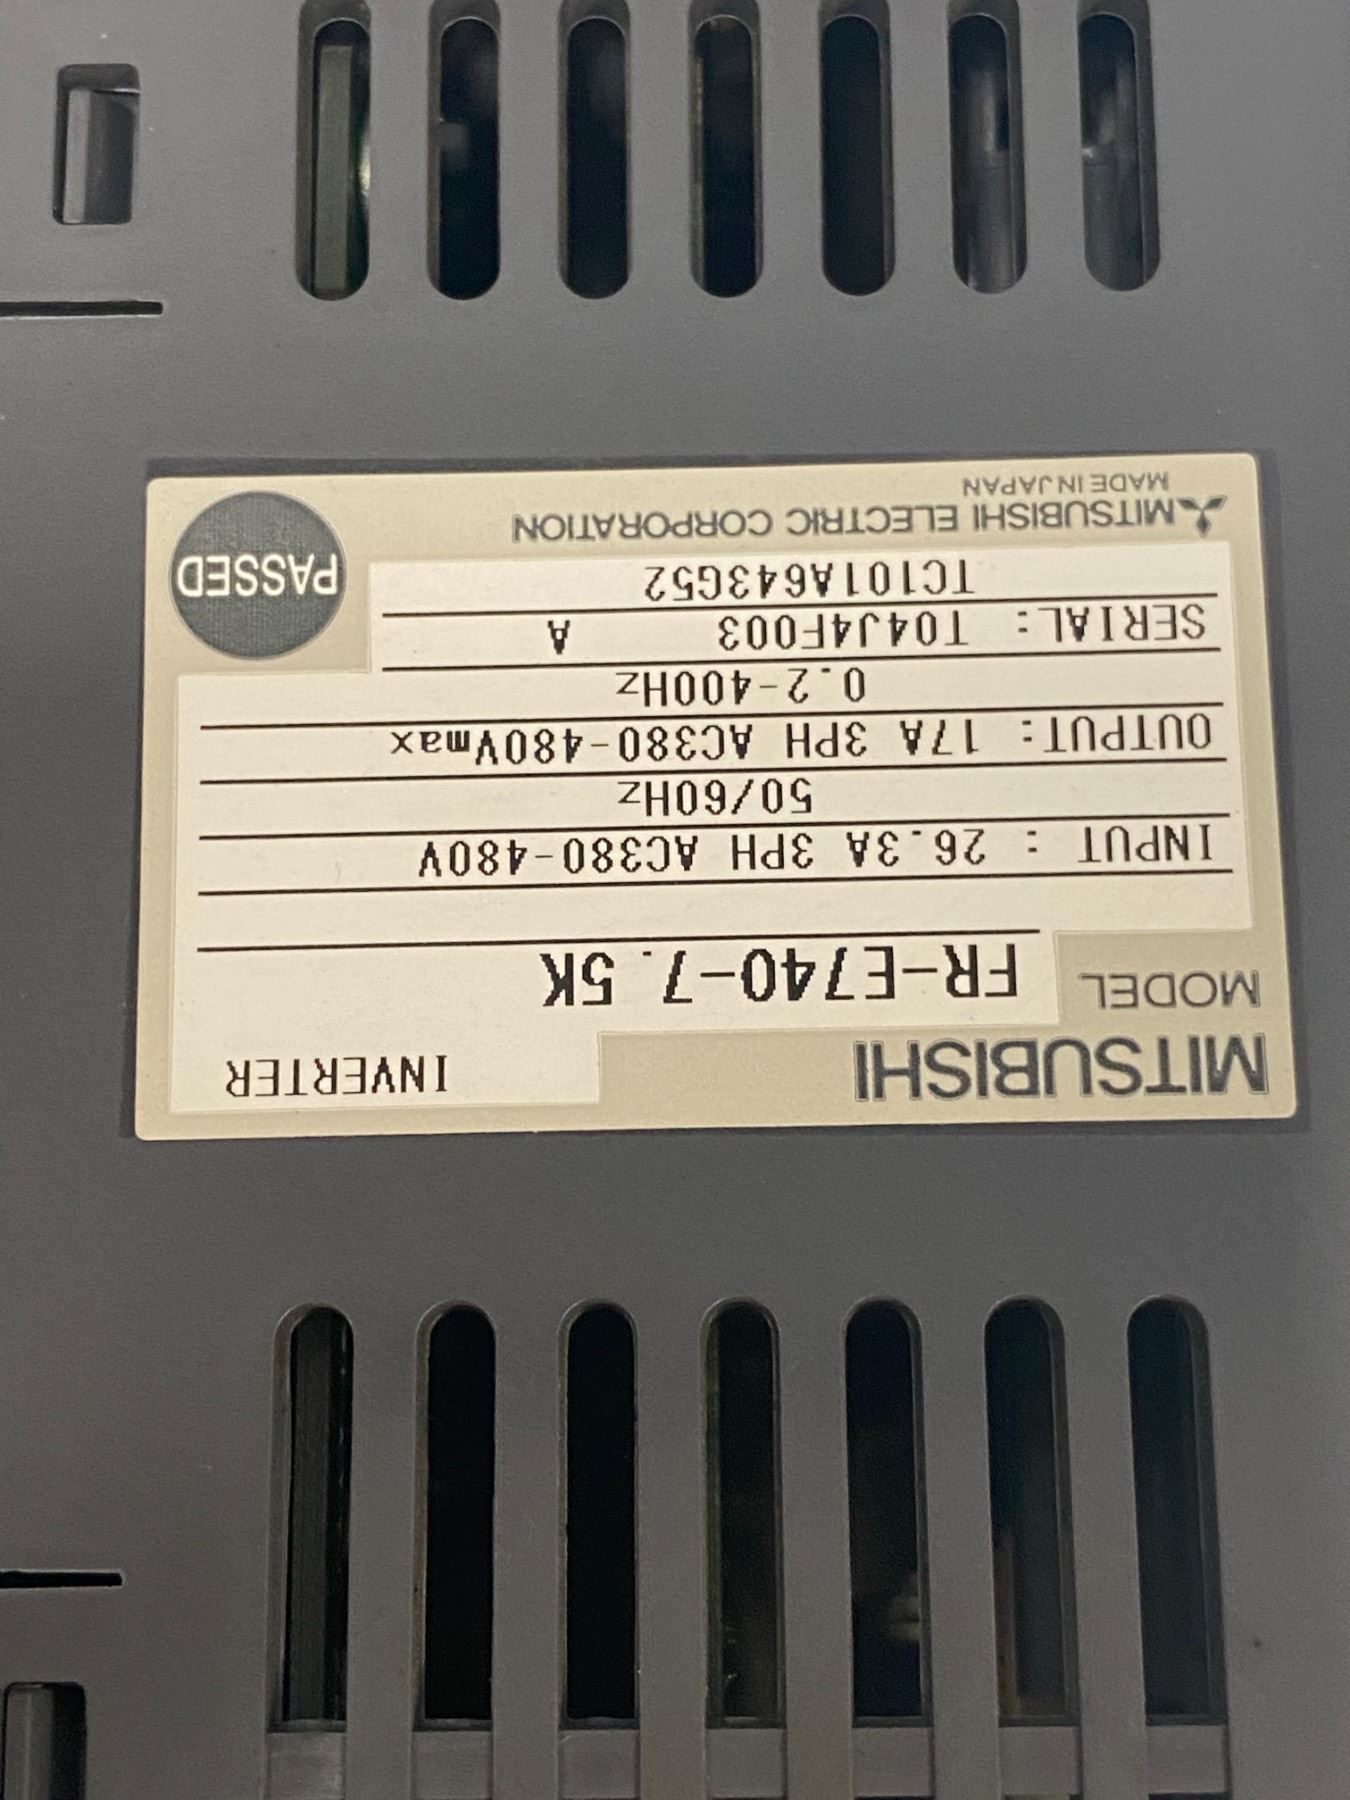 MITSUBISHI INVERTER
MODEL FR-E740-7.5K
INPUT : 26.3A 3PH AC380-480V
50/60Hz
OUTPUT: 17A 3PH AC380-480Vmax
0.2-400Hz
SERIAL: T04J4F003 A
TC101A643G52
PASSED
MITSUBISHI ELECTRIC CORPORATION
MADE IN JAPAN